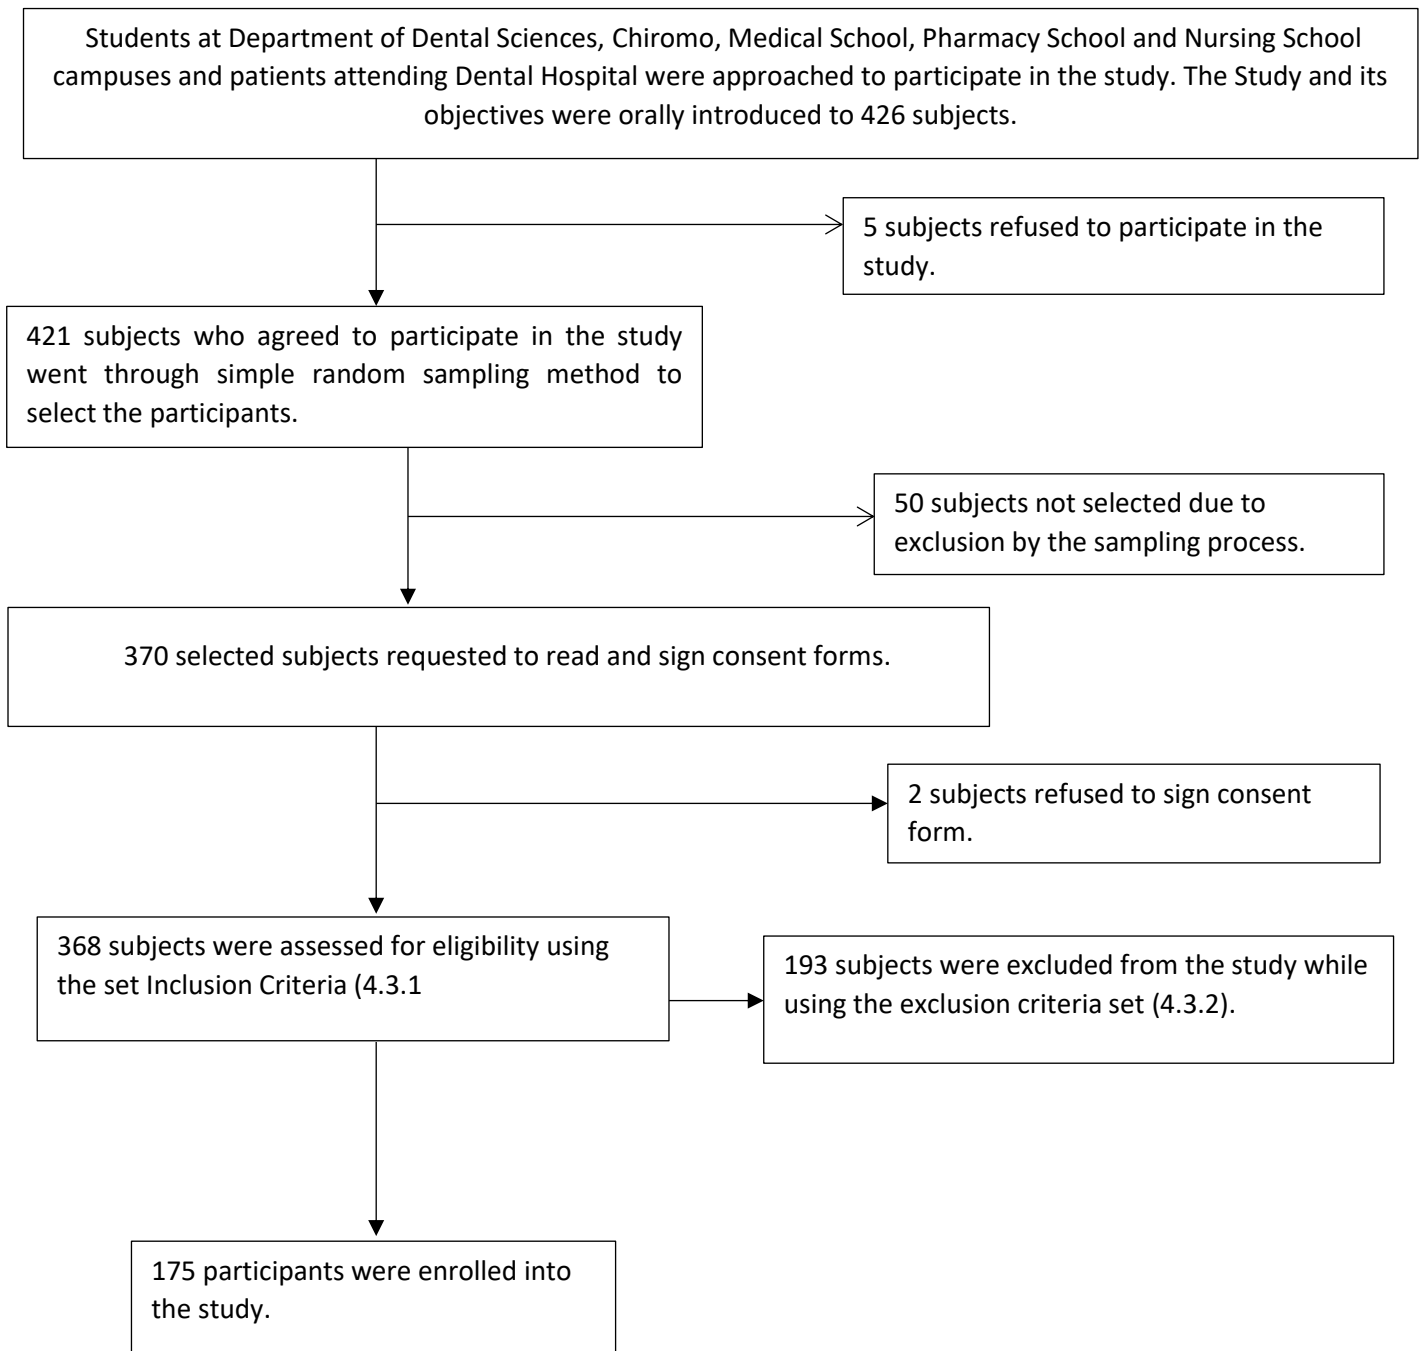 Students at Department of Dental Sciences, Chiromo, Medical School, Pharmacy School and Nursing School
campuses and patients attending Dental Hospital were approached to participate in the study. The Study and its
objectives were orally introduced to 426 subjects.
5 subjects refused to participate in the
study.
421 subjects who agreed to participate in the study
went through simple random sampling method to
select the participants.
50 subjects not selected due to
exclusion by the sampling process.
370 selected subjects requested to read and sign consent forms.
2 subjects refused to sign consent
form.
368 subjects were assessed for eligibility using
the set Inclusion Criteria (4.3.1
193 subjects were excluded from the study while
using the exclusion criteria set (4.3.2).
175 participants were enrolled into
the study.